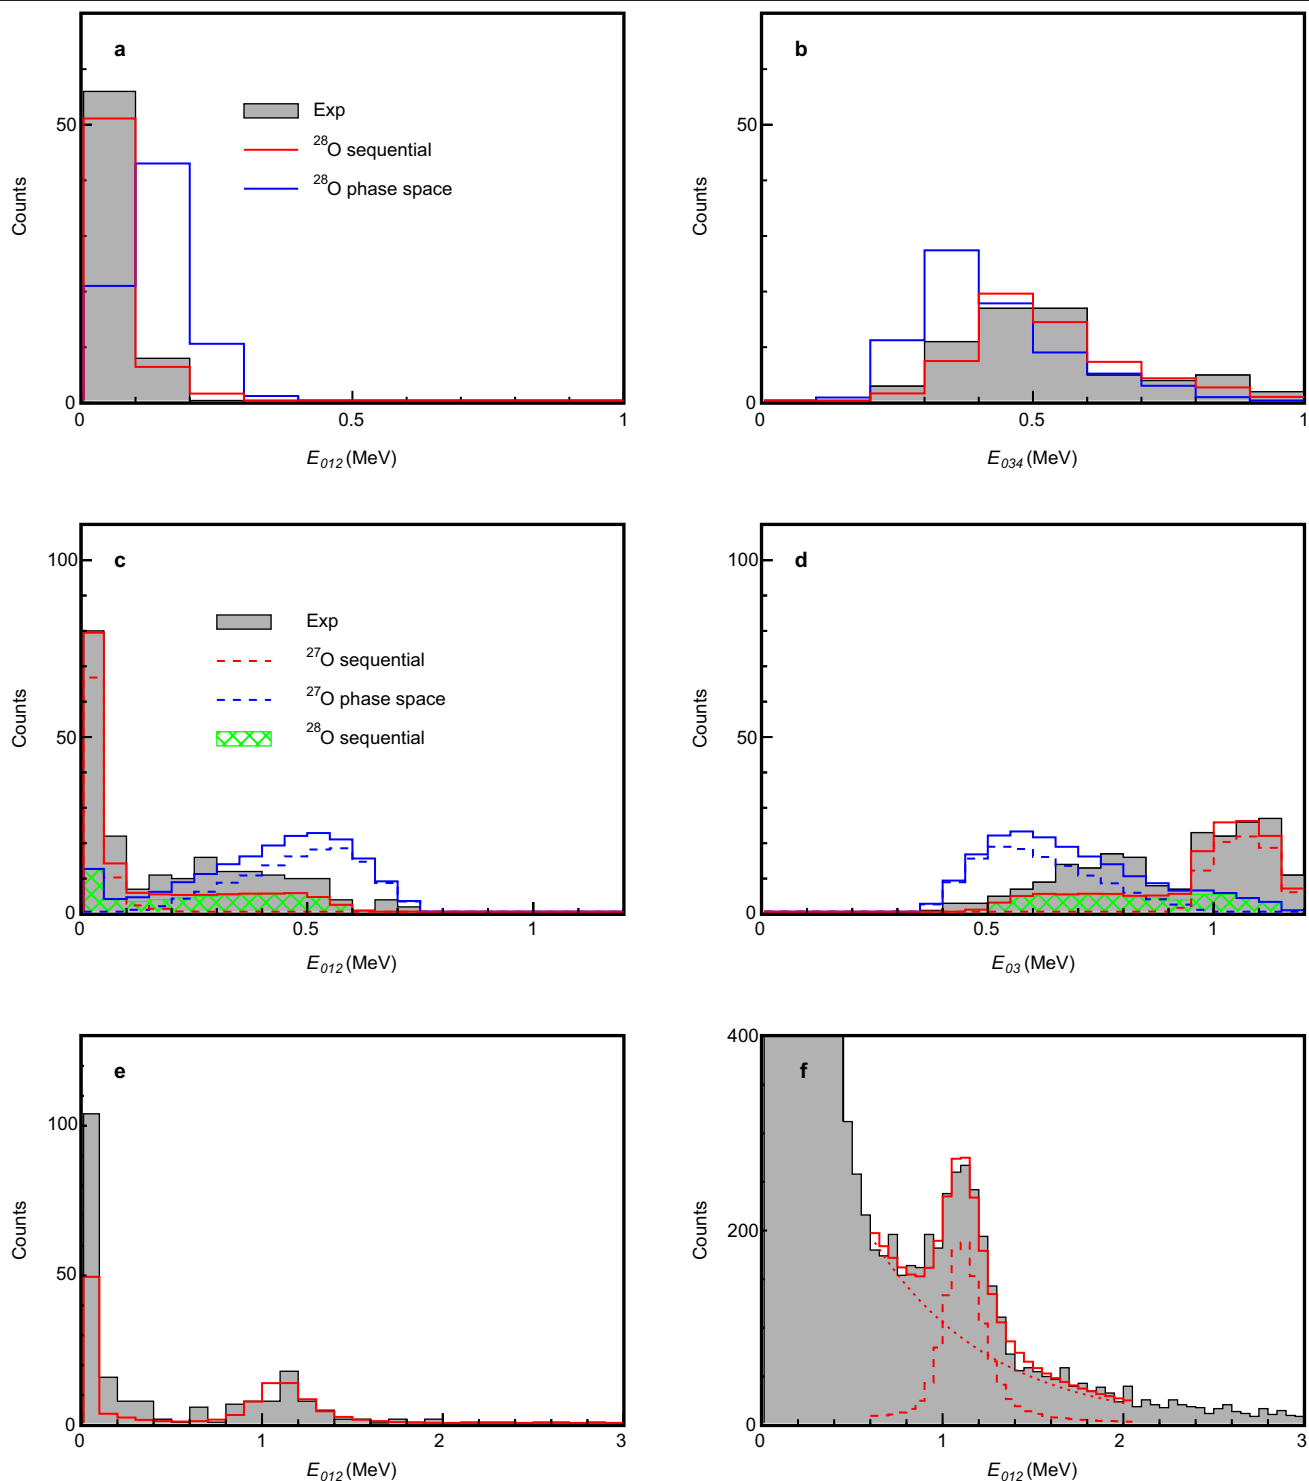 a
50
0
Counts
Exp
²⁸O sequential
²⁸O phase space
0 0.5 1
E₀₁₂ (MeV)
b
50
0
Counts
0 0.5 1
E₀₃₄ (MeV)
c
100
50
0
Counts
Exp
²⁷O sequential
²⁷O phase space
²⁸O sequential
0 0.5 1
E₀₁₂ (MeV)
d
100
50
0
Counts
0 0.5 1
E₀₃ (MeV)
e
100
50
0
Counts
0 1 2 3
E₀₁₂ (MeV)
f
400
200
0
Counts
0 1 2 3
E₀₁₂ (MeV)